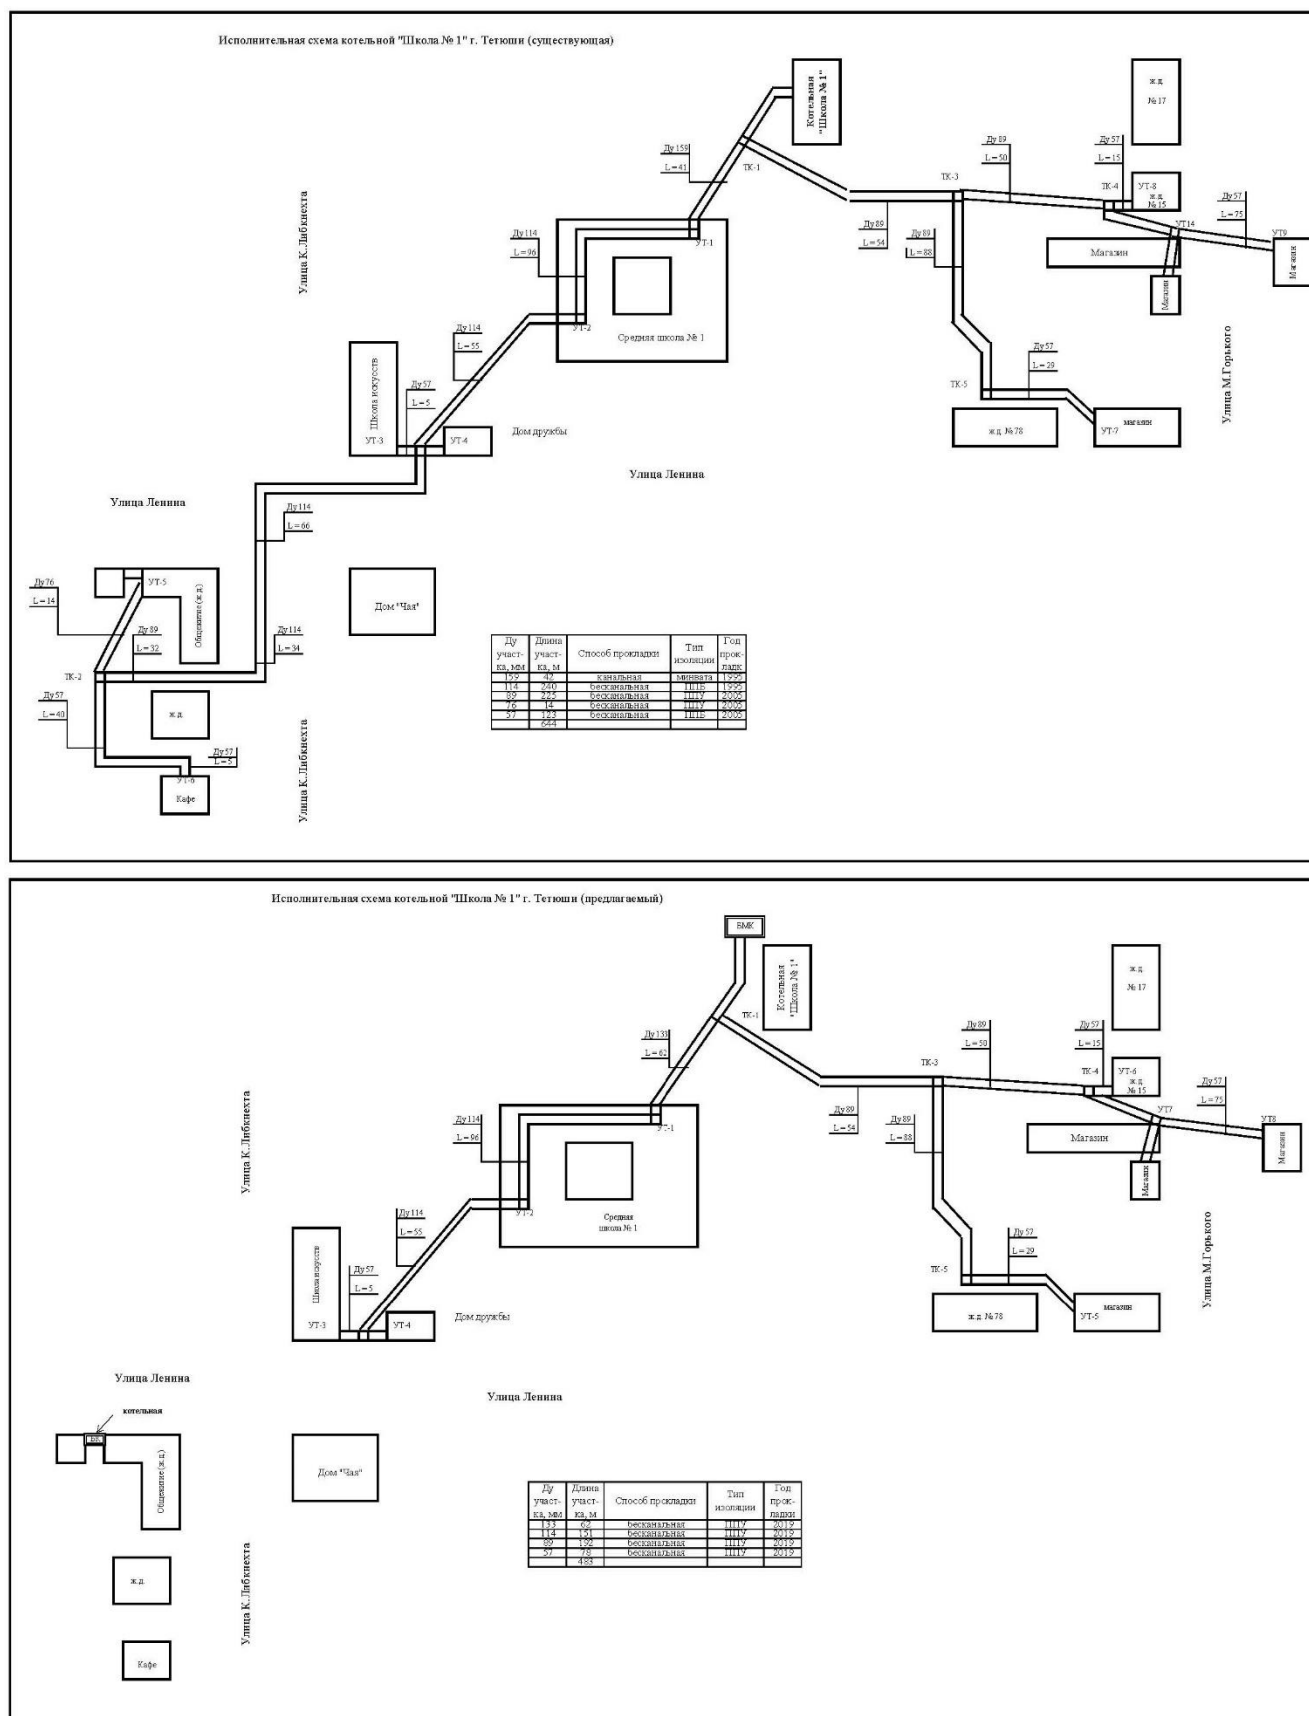 Исполнительная схема котельной "Школа № 1" г. Тетюши (существующая)
Котельная
"Школа № 1"
ж.д.
№ 17
Ду 159
L=41
ТК-1
Ду 89
L=50
ТК-3
Ду 57
L=15
ТК-4
УТ-8
ж.д.
№ 15
Ду 57
L=75
УТ9
Магазин
УТ14
Магазин
Магазин
Ду 89
L=54
Ду 89
L=88
Улица К.Либкнехта
Ду 114
L=96
УТ-1
УТ-2
Средняя школа № 1
Ду 114
L=55
Школа искусств
УТ-3
Ду 57
L=5
УТ-4
Дом дружбы
Ду 57
L=29
ТК-5
ж.д. № 78
магазин
УТ-7
Улица М.Горького
Улица Ленина
Улица Ленина
Ду 114
L=66
Ду 76
L=14
УТ-5
Общежитие (ж.д.)
Дом "Чая"
Ду 89
L=32
Ду 114
L=34
ТК-2
Ду 57
L=40
ж.д.
Ду 57
L=5
УТ-6
Кафе
Улица К.Либкнехта
Ду участ-ка, мм Длина участ-ка, м Способ прокладки Тип изоляции Год прок-ладк
159 42 канальная минвата 1995
114 240 бесканальная ППБ 1995
89 225 бесканальная ППУ 2005
76 14 бесканальная ППУ 2005
57 123 бесканальная ППБ 2005
644
Исполнительная схема котельной "Школа № 1" г. Тетюши (предлагаемый)
БМК
Котельная
"Школа № 1"
ж.д.
№ 17
ТК-1
Ду 133
L=62
Ду 89
L=50
ТК-3
Ду 57
L=15
ТК-4
УТ-6
ж.д.
№ 15
Ду 57
L=75
УТ8
Магазин
УТ7
Магазин
Магазин
Ду 89
L=54
Ду 89
L=88
Улица К.Либкнехта
Ду 114
L=96
УТ-1
УТ-2
Средняя
школа № 1
Ду 114
L=55
Школа искусств
УТ-3
Ду 57
L=5
УТ-4
Дом дружбы
Ду 57
L=29
ТК-5
ж.д. №78
магазин
УТ-5
Улица М.Горького
Улица Ленина
Улица Ленина
котельная
Общежитие (ж.д.)
Дом "Чая"
ж.д.
Кафе
Улица К.Либкнехта
Ду участ-ка, мм Длина участ-ка, м Способ прокладки Тип изоляции Год прок-ладки
133 62 бесканальная ППУ 2019
114 151 бесканальная ППУ 2019
89 192 бесканальная ППУ 2019
57 78 бесканальная ППУ 2019
483